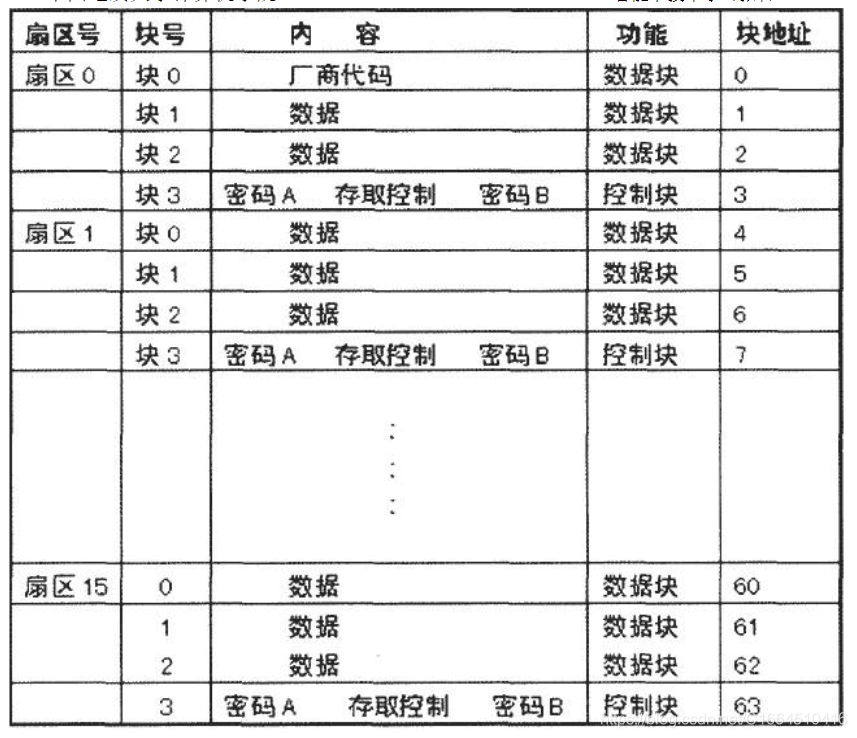 扇区号 块号 内 容 功能 块地址
扇区0 块0 厂商代码 数据块 0
块1 数据 数据块 1
块2 数据 数据块 2
块3 密码A 存取控制 密码B 控制块 3
扇区1 块0 数据 数据块 4
块1 数据 数据块 5
块2 数据 数据块 6
块3 密码A 存取控制 密码B 控制块 7
扇区15 0 数据 数据块 60
1 数据 数据块 61
2 数据 数据块 62
3 密码A 存取控制 密码B 控制块 63